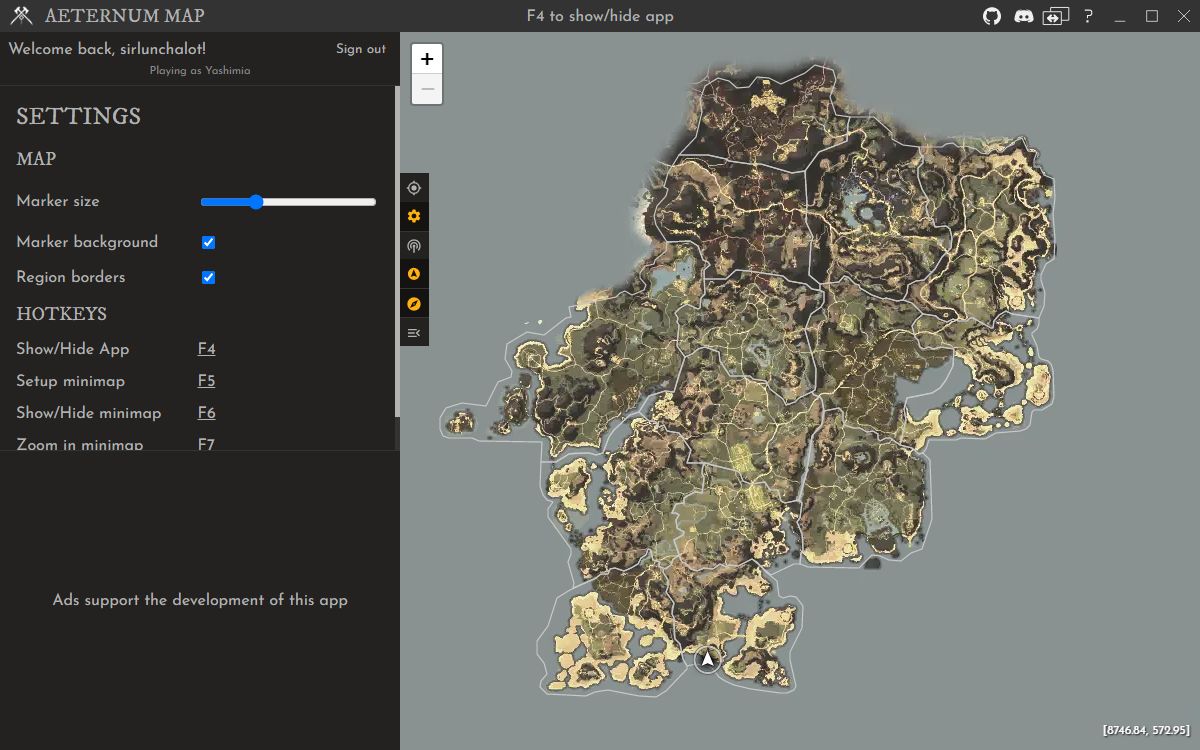 AETERNUM MAP
F4 to show/hide app
?
Welcome back, sirlunchalot!
Sign out
Playing as Yashimia
SETTINGS
MAP
Marker size
Marker background
Region borders
HOTKEYS
Show/Hide App F4
Setup minimap F5
Show/Hide minimap F6
Zoom in minimap F7
Ads support the development of this app
+
−
[8746.84, 572.95]